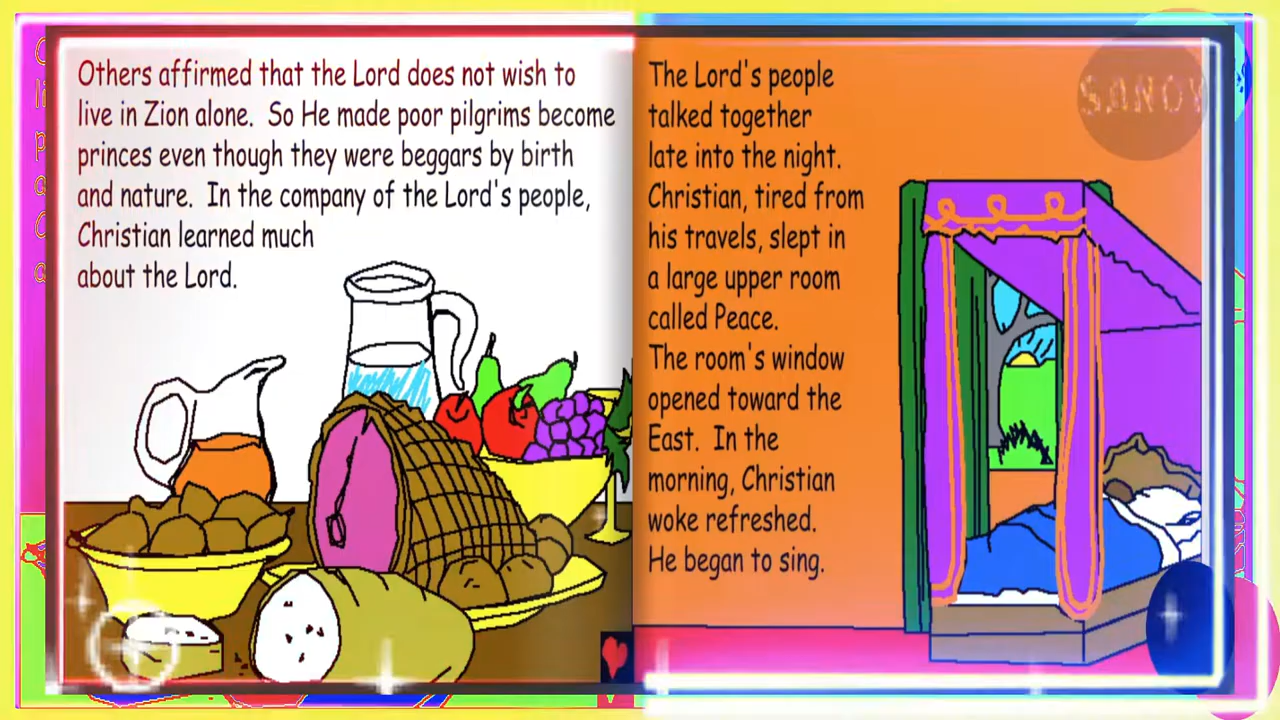 Others affirmed that the Lord does not wish to
live in Zion alone. So He made poor pilgrims become
princes even though they were beggars by birth
and nature. In the company of the Lord's people,
Christian learned much
about the Lord.
The Lord's people
talked together
late into the night.
Christian, tired from
his travels, slept in
a large upper room
called Peace.
The room's window
opened toward the
East. In the
morning, Christian
woke refreshed.
He began to sing.